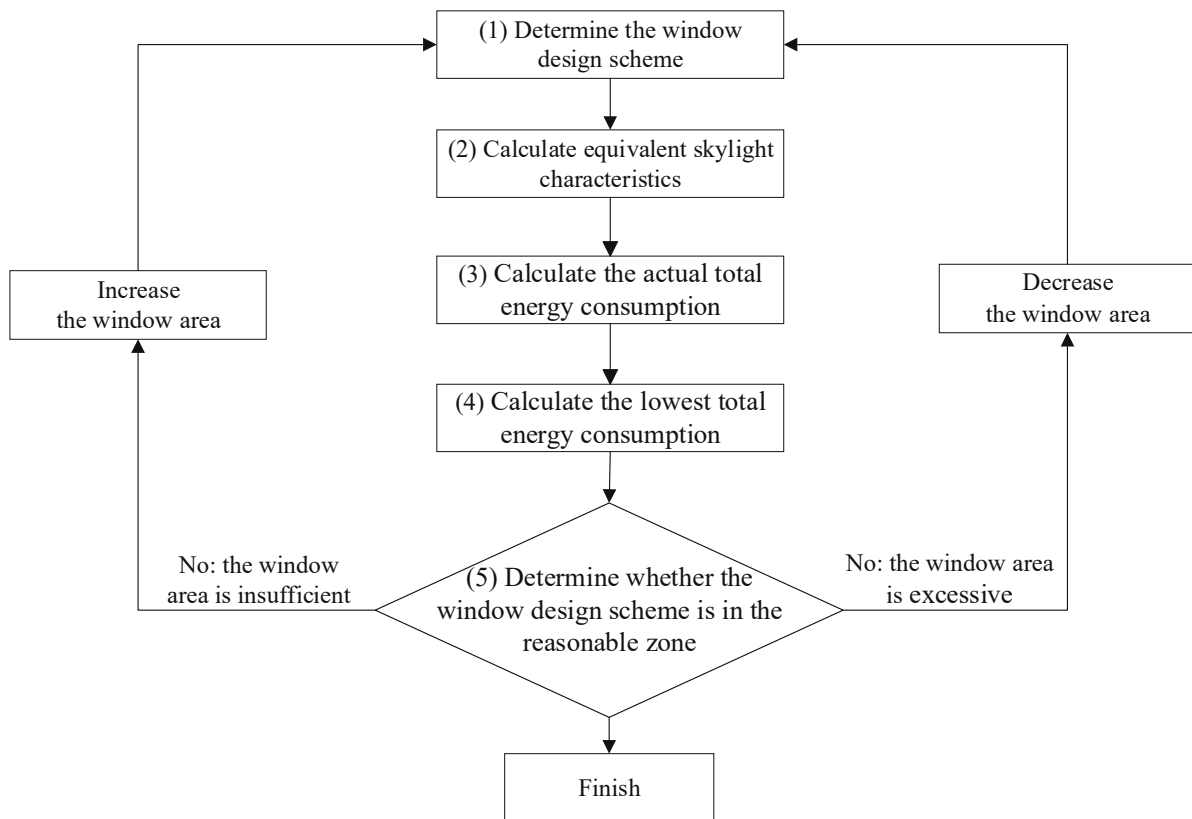 (1) Determine the window
design scheme
(2) Calculate equivalent skylight
characteristics
(3) Calculate the actual total
energy consumption
Increase
the window area
Decrease
the window area
(4) Calculate the lowest total
energy consumption
No: the window
area is insufficient
(5) Determine whether the
window design scheme is in the
reasonable zone
No: the window area
is excessive
Finish